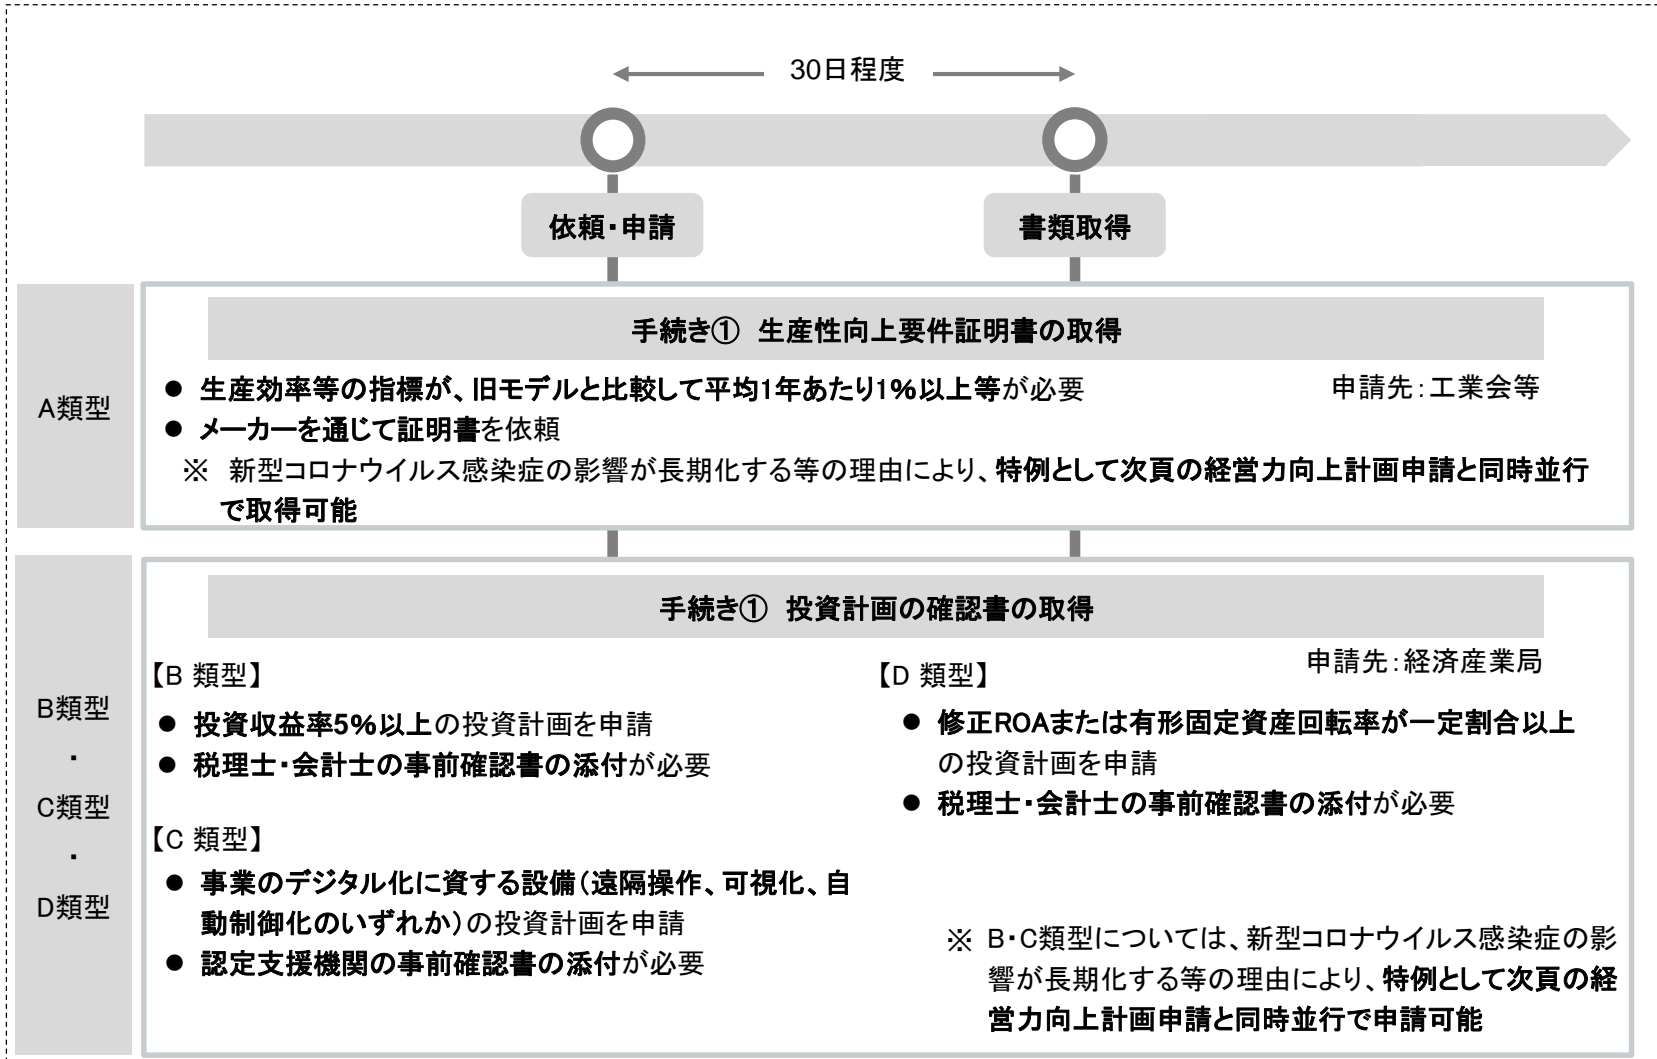 30日程度
依頼・申請
書類取得
A類型
手続き① 生産性向上要件証明書の取得
● 生産効率等の指標が、旧モデルと比較して平均1年あたり1%以上等が必要
申請先：工業会等
● メーカーを通じて証明書を依頼
※ 新型コロナウイルス感染症の影響が長期化する等の理由により、特例として次頁の経営力向上計画申請と同時並行
で取得可能
B類型
・
C類型
・
D類型
手続き① 投資計画の確認書の取得
申請先：経済産業局
【B 類型】
● 投資収益率5%以上の投資計画を申請
● 税理士・会計士の事前確認書の添付が必要
【C 類型】
● 事業のデジタル化に資する設備（遠隔操作、可視化、自
動制御化のいずれか）の投資計画を申請
● 認定支援機関の事前確認書の添付が必要
【D 類型】
● 修正ROAまたは有形固定資産回転率が一定割合以上
の投資計画を申請
● 税理士・会計士の事前確認書の添付が必要
※ B・C類型については、新型コロナウイルス感染症の影
響が長期化する等の理由により、特例として次頁の経
営力向上計画申請と同時並行で申請可能